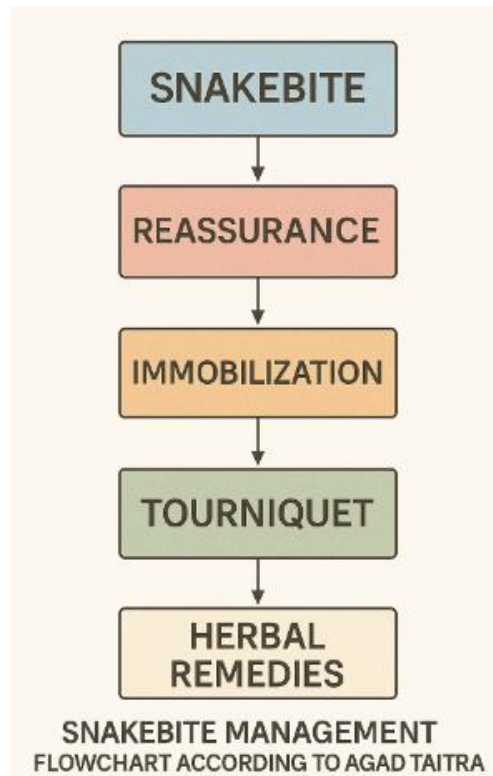 SNAKEBITE
REASSURANCE
IMMOBILIZATION
TOURNIQUET
HERBAL
REMEDIES
SNAKEBITE MANAGEMENT
FLOWCHART ACCORDING TO AGAD TAITRA